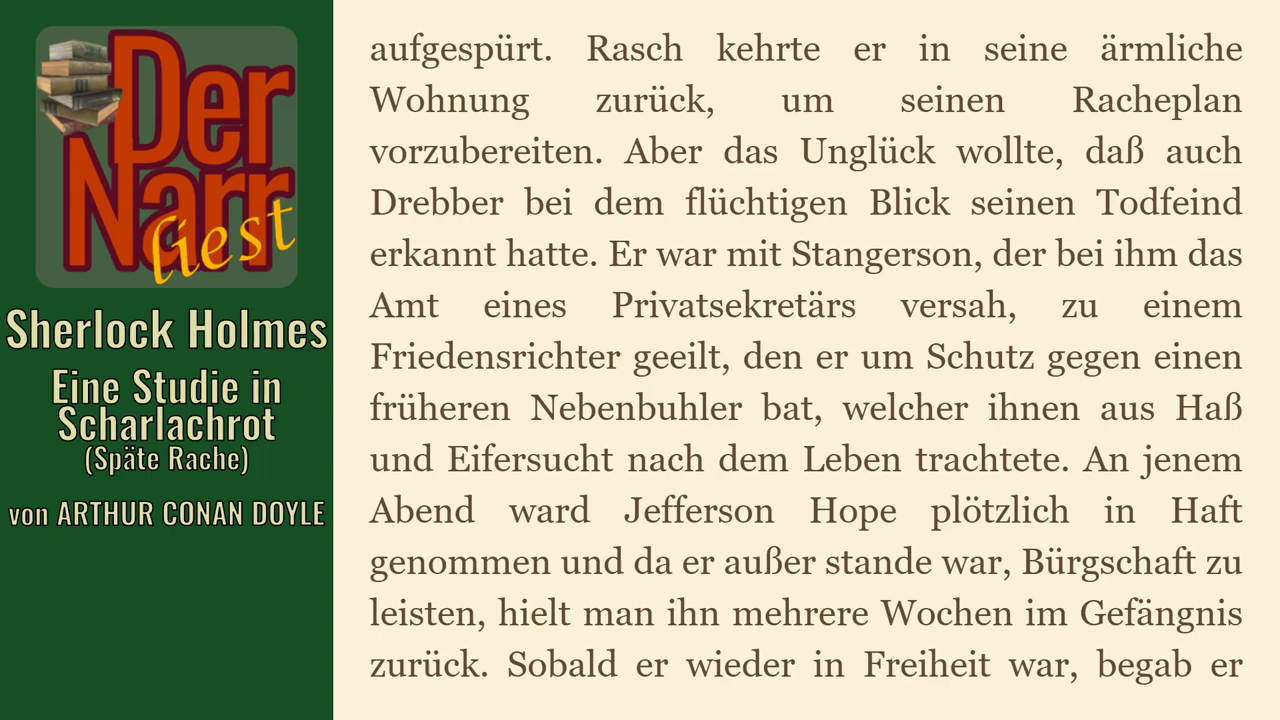 Der
Narr
liest
Sherlock Holmes
Eine Studie in
Scharlachrot
(Späte Rache)
von ARTHUR CONAN DOYLE
aufgespürt. Rasch kehrte er in seine ärmliche
Wohnung zurück, um seinen Racheplan
vorzubereiten. Aber das Unglück wollte, daß auch
Drebber bei dem flüchtigen Blick seinen Todfeind
erkannt hatte. Er war mit Stangerson, der bei ihm das
Amt eines Privatsekretärs versah, zu einem
Friedensrichter geeilt, den er um Schutz gegen einen
früheren Nebenbuhler bat, welcher ihnen aus Haß
und Eifersucht nach dem Leben trachtete. An jenem
Abend ward Jefferson Hope plötzlich in Haft
genommen und da er außer stande war, Bürgschaft zu
leisten, hielt man ihn mehrere Wochen im Gefängnis
zurück. Sobald er wieder in Freiheit war, begab er